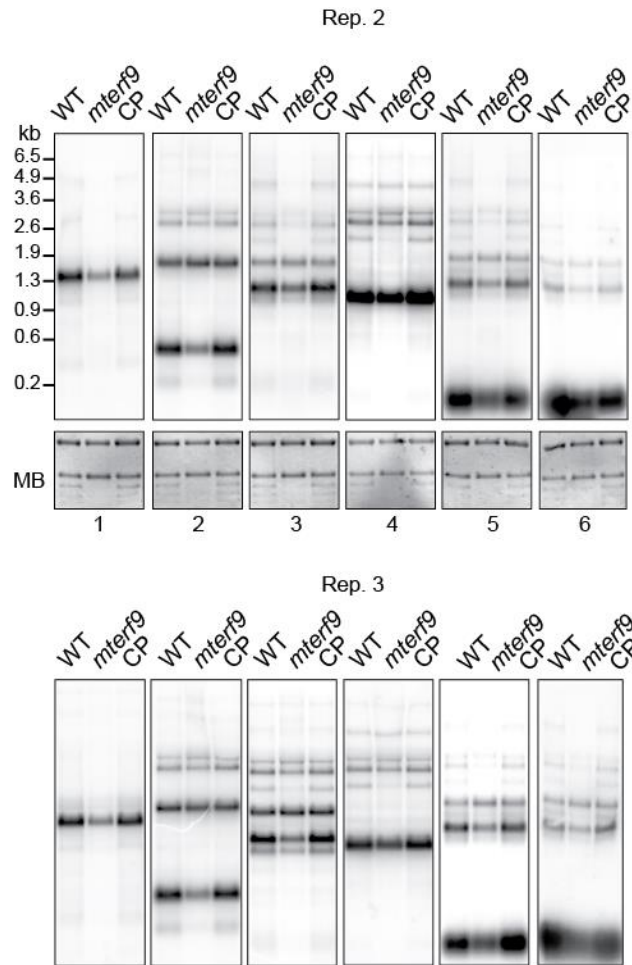 Rep. 2
WT mterf9 CP WT mterf9 CP WT mterf9 CP WT mterf9 CP WT mterf9 CP WT mterf9 CP
kb
6.5
4.9
3.6
2.6
1.9
1.3
0.9
0.6
0.2
MB
1 2 3 4 5 6
Rep. 3
WT mterf9 CP WT mterf9 CP WT mterf9 CP WT mterf9 CP WT mterf9 CP WT mterf9 CP